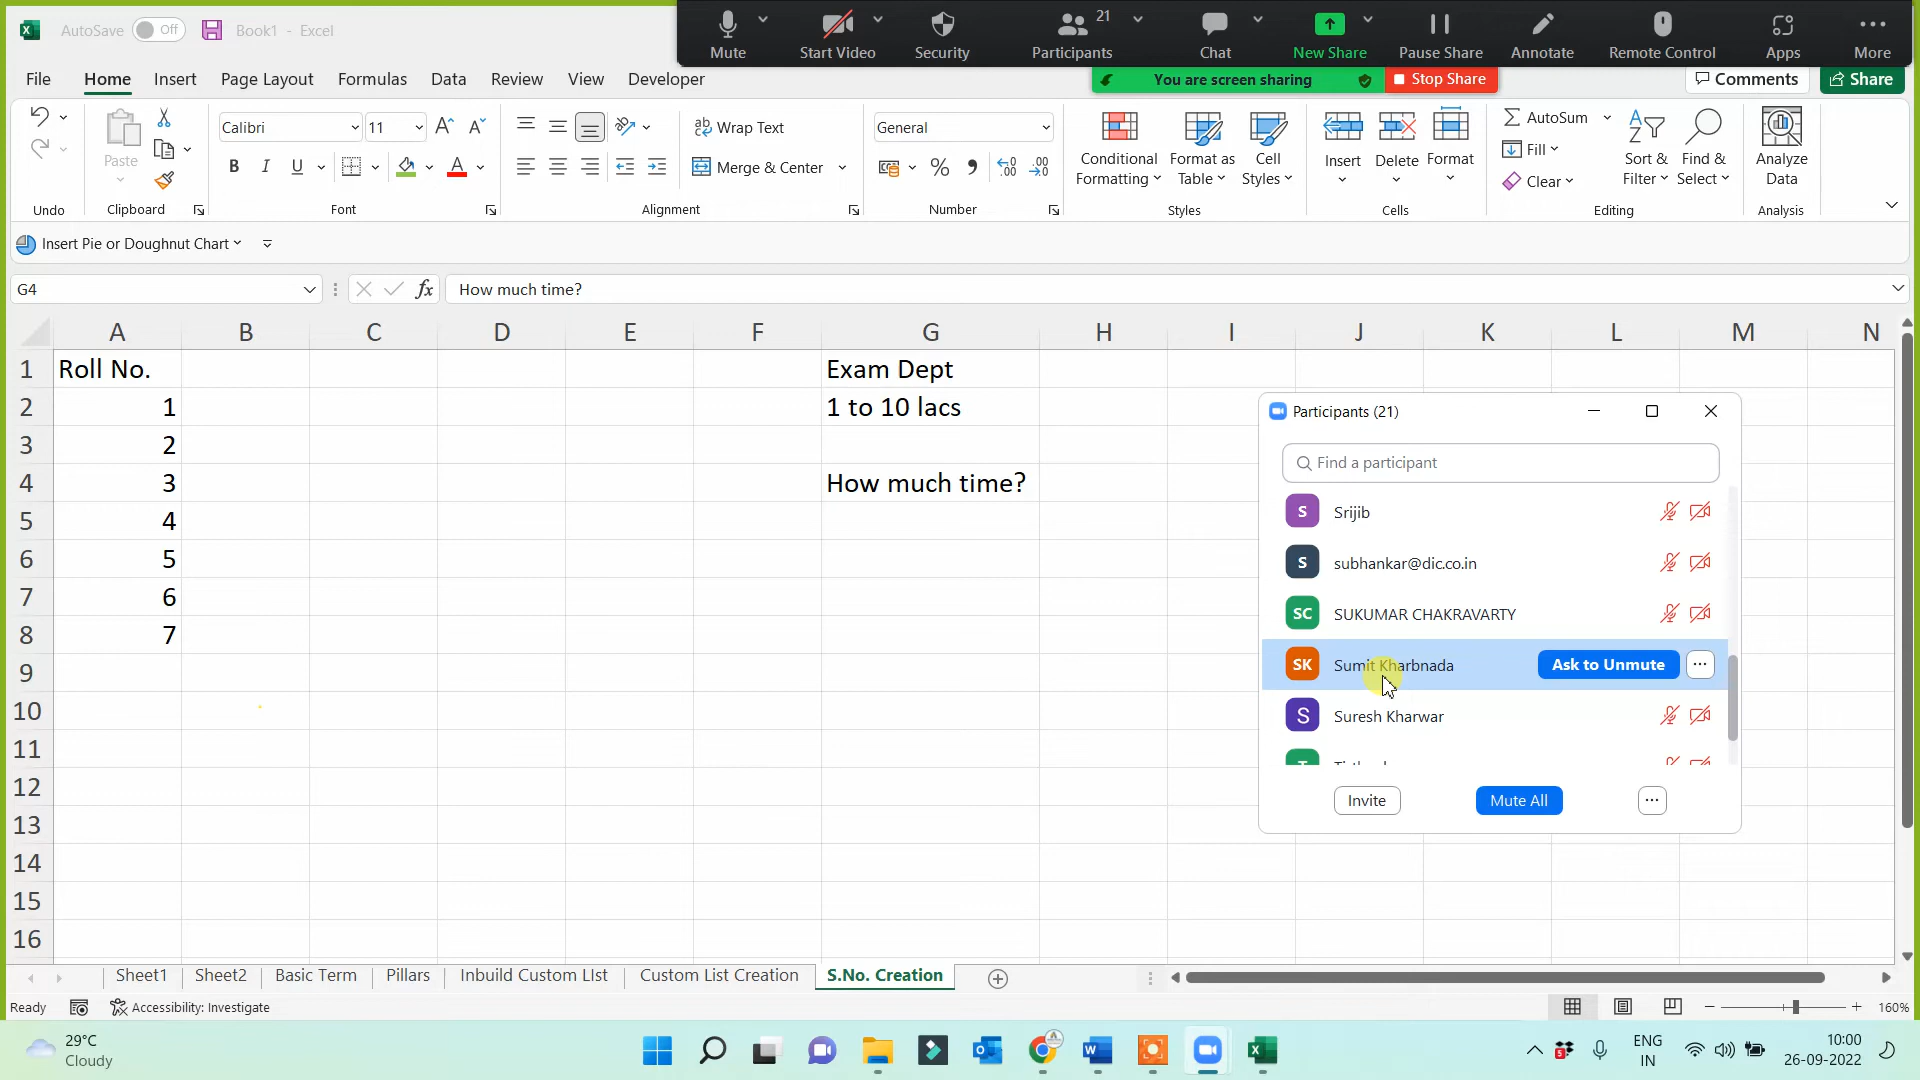 AutoSave Off Book1 - Excel
Mute Start Video Security Participants 21 Chat New Share Pause Share Annotate Remote Control Apps More
You are screen sharing Stop Share
File Home Insert Page Layout Formulas Data Review View Developer Comments Share
Calibri 11 Wrap Text General AutoSum
Paste B I U Merge & Center Conditional Formatting Format as Table Cell Styles Insert Delete Format Fill Clear Sort & Filter Find & Select Analyze Data
Undo Clipboard Font Alignment Number Styles Cells Editing Analysis
Insert Pie or Doughnut Chart
G4 fx How much time?
A B C D E F G H I J K L M N
1 Roll No. Exam Dept
2 1 1 to 10 lacs
3 2
4 3 How much time?
5 4
6 5
7 6
8 7
9
10
11
12
13
14
15
16
Participants (21)
Find a participant
S Srijib
S subhankar@dic.co.in
SC SUKUMAR CHAKRAVARTY
SK Sumit Kharbnada Ask to Unmute
S Suresh Kharwar
Invite Mute All
Sheet1 Sheet2 Basic Term Pillars Inbuild Custom LIst Custom List Creation S.No. Creation
Ready Accessibility: Investigate 160%
29°C
Cloudy
ENG
IN
10:00
26-09-2022